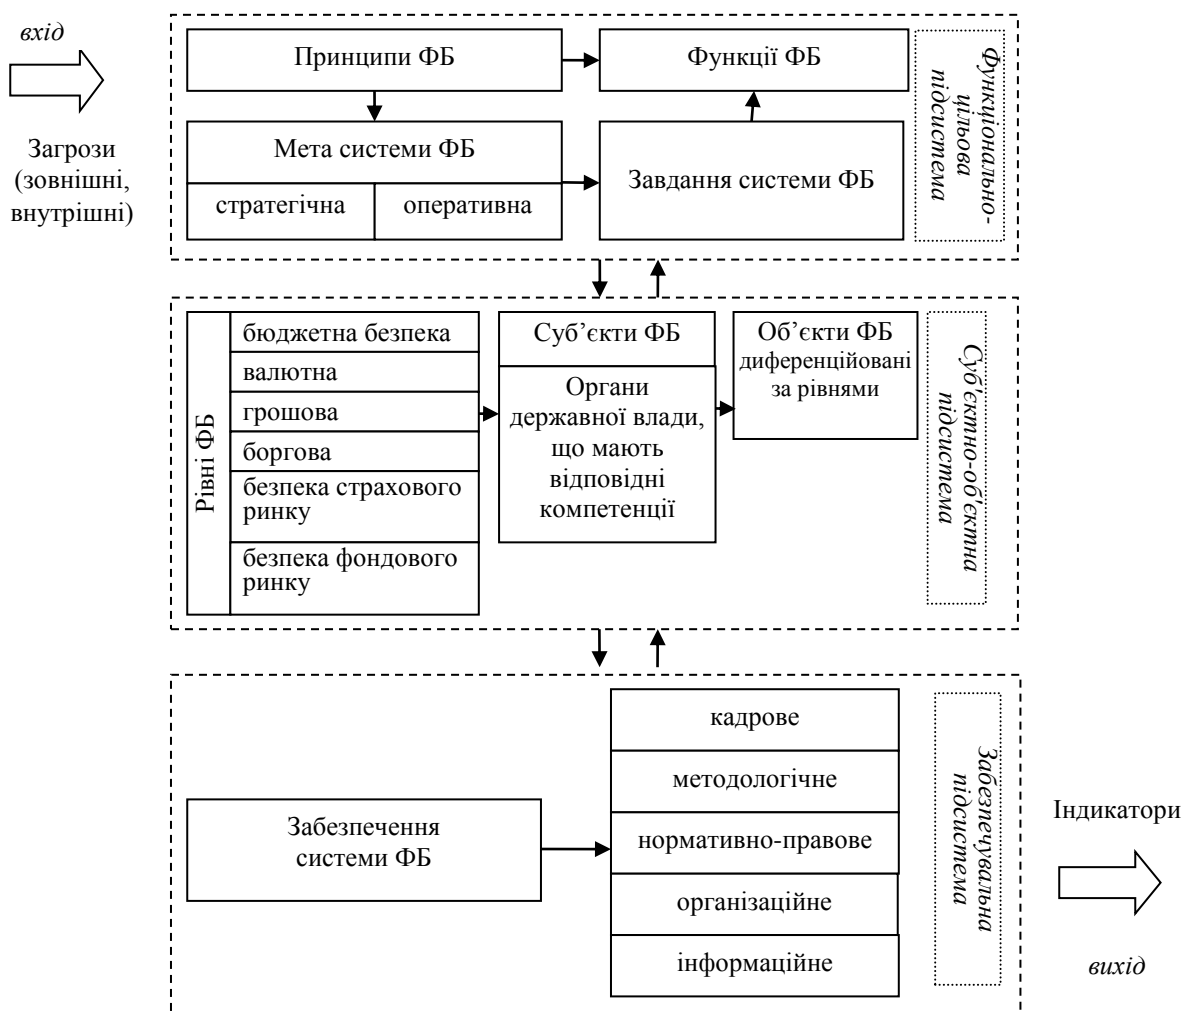 вхід
Загрози
(зовнішні,
внутрішні)
Принципи ФБ
Функції ФБ
Мета системи ФБ
стратегічна
оперативна
Завдання системи ФБ
Функціонально-
цільова
підсистема
Рівні ФБ
бюджетна безпека
валютна
грошова
боргова
безпека страхового
ринку
безпека фондового
ринку
Суб’єкти ФБ
Органи
державної влади,
що мають
відповідні
компетенції
Об’єкти ФБ
диференційовані
за рівнями
Суб'єктно-об'єктна
підсистема
Забезпечення
системи ФБ
кадрове
методологічне
нормативно-правове
організаційне
інформаційне
Забезпечувальна
підсистема
Індикатори
вихід